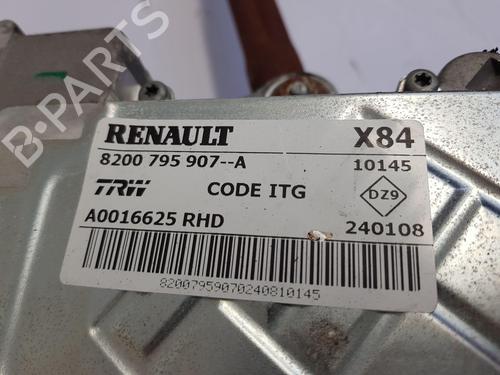 B-PARTS
RENAULT X84
8200 795 907--A 10145
TRW CODE ITG DZ9
A0016625 RHD 240108
82007959070240810145